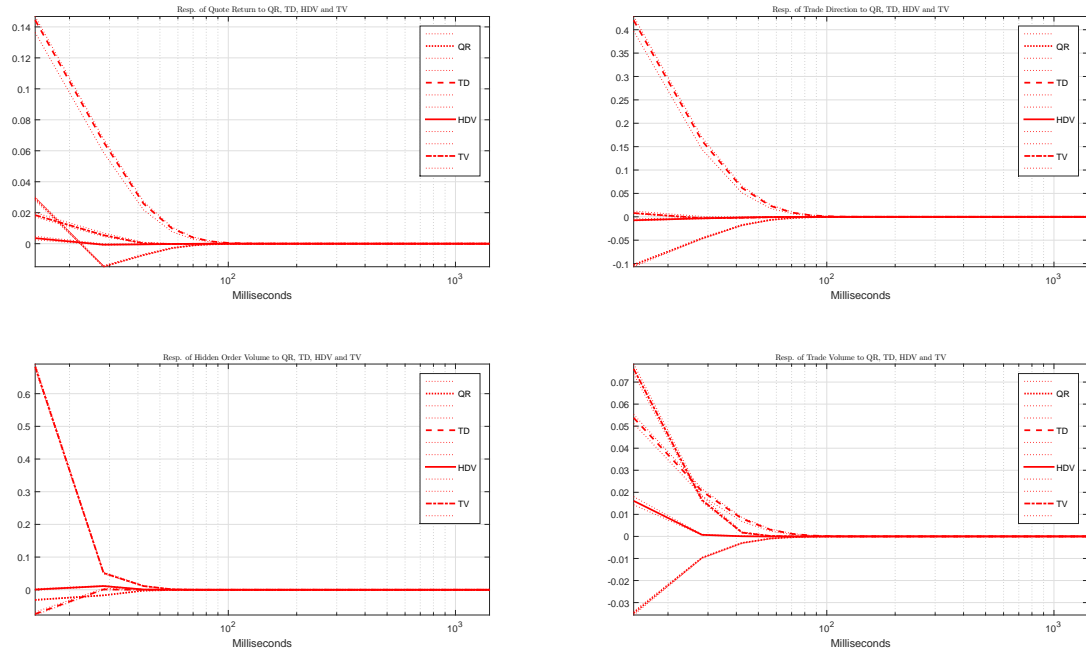 Resp. of Quote Return to QR, TD, HDV and TV
0.14
0.12
0.1
0.08
0.06
0.04
0.02
0
QR
TD
HDV
TV
10²
10³
Milliseconds
Resp. of Trade Direction to QR, TD, HDV and TV
0.4
0.35
0.3
0.25
0.2
0.15
0.1
0.05
0
-0.05
-0.1
QR
TD
HDV
TV
10²
10³
Milliseconds
Resp. of Hidden Order Volume to QR, TD, HDV and TV
0.6
0.5
0.4
0.3
0.2
0.1
0
QR
TD
HDV
TV
10²
10³
Milliseconds
Resp. of Trade Volume to QR, TD, HDV and TV
0.07
0.06
0.05
0.04
0.03
0.02
0.01
0
-0.01
-0.02
-0.03
QR
TD
HDV
TV
10²
10³
Milliseconds